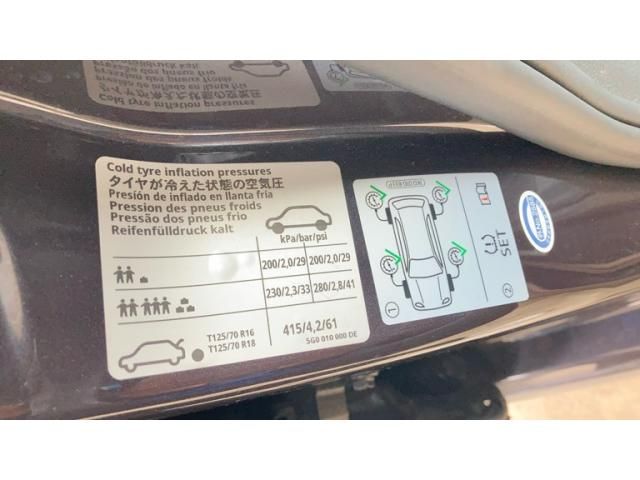 Cold tyre inflation pressures
タイヤが冷えた状態の空気圧
Presión de inflado en llanta fría
Pression des pneus froids
Pressão dos pneus frio
Reifenfülldruck kalt
kPa/bar/psi
200/2,0/29 200/2,0/29
230/2,3/33 280/2,8/41
T125/70 R16
T125/70 R18
415/4,2/61
5G0 010 000 DE
SET
1
2